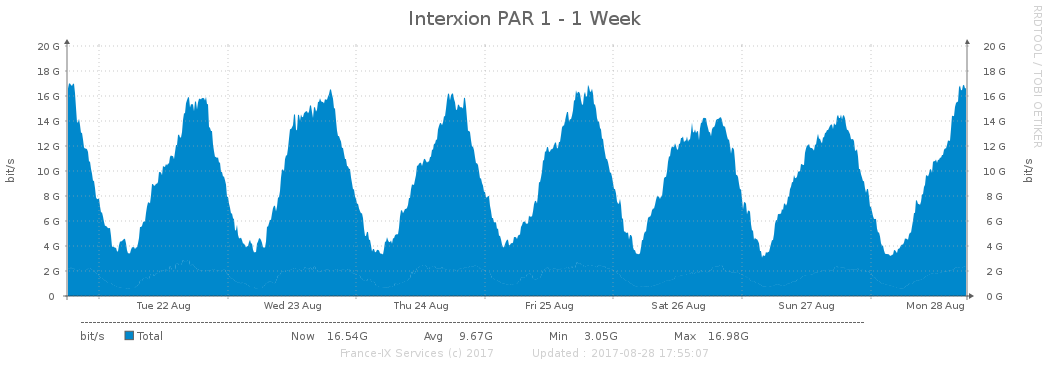 Interxion PAR 1 - 1 Week
RRDTOOL / TOBI OETIKER
20 G 20 G
18 G 18 G
16 G 16 G
14 G 14 G
12 G 12 G
10 G 10 G
8 G 8 G
6 G 6 G
4 G 4 G
2 G 2 G
0 0 G
bit/s bit/s
Tue 22 Aug Wed 23 Aug Thu 24 Aug Fri 25 Aug Sat 26 Aug Sun 27 Aug Mon 28 Aug
bit/s Total Now 16.54G Avg 9.67G Min 3.05G Max 16.98G
France-IX Services (c) 2017 Updated : 2017-08-28 17:55:07